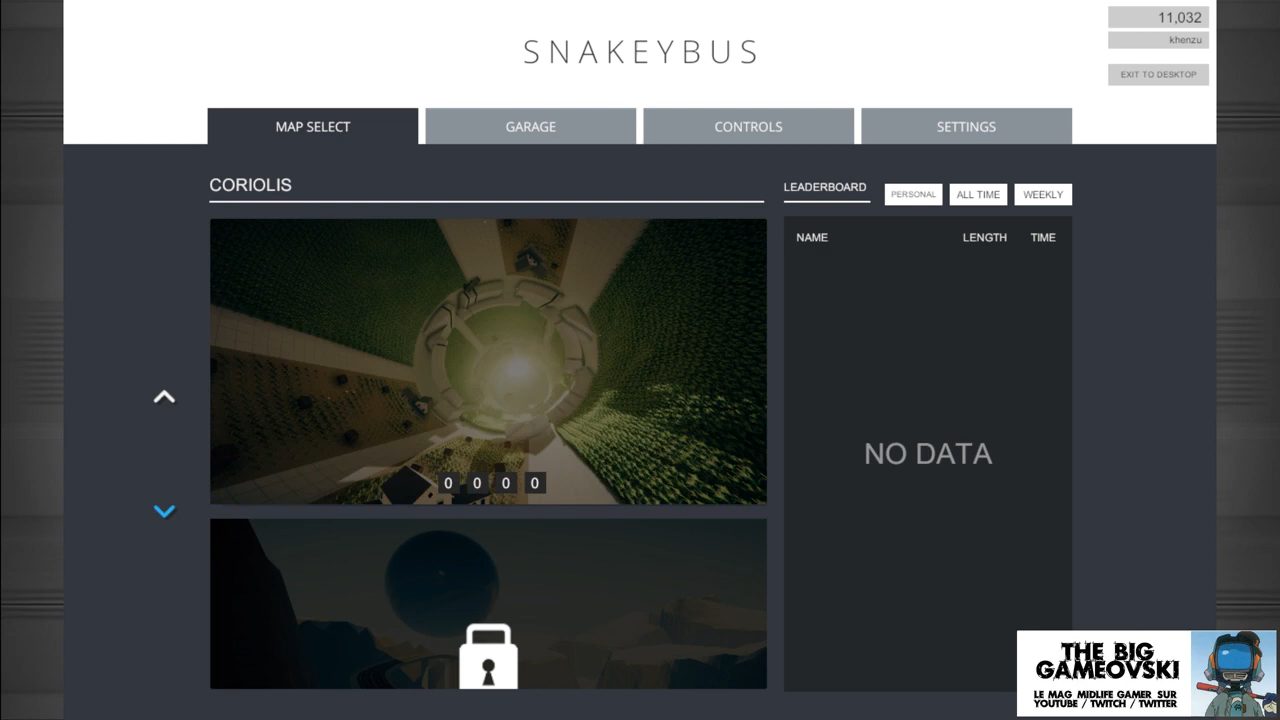 11,032
khenzu
EXIT TO DESKTOP
SNAKEYBUS
MAP SELECT
GARAGE
CONTROLS
SETTINGS
CORIOLIS
LEADERBOARD
PERSONAL
ALL TIME
WEEKLY
NAME LENGTH TIME
0 0 0 0
NO DATA
THE BIG
GAMEOVSKI
LE MAG MIDLIFE GAMER SUR
YOUTUBE / TWITCH / TWITTER